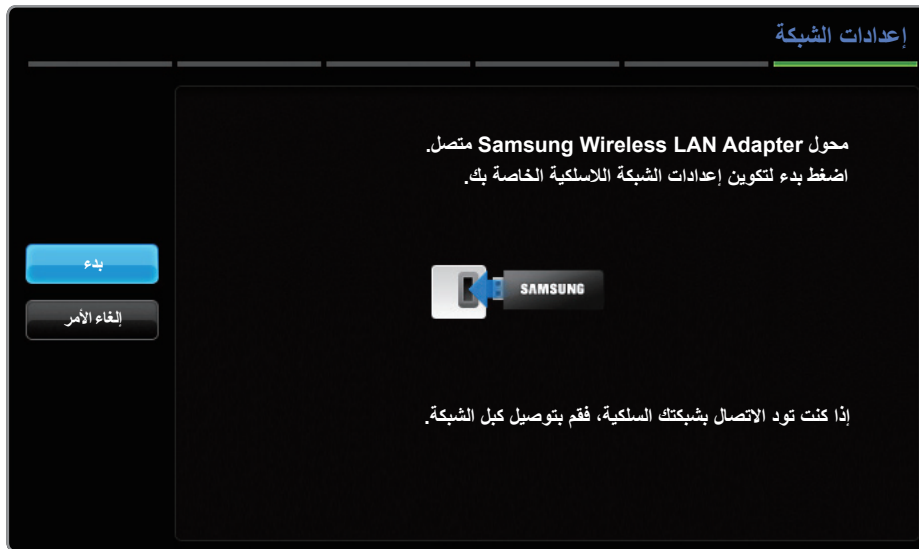 إعدادات الشبكة
محول Samsung Wireless LAN Adapter متصل.
اضغط بدء لتكوين إعدادات الشبكة اللاسلكية الخاصة بك.
بدء
SAMSUNG
إلغاء الأمر
إذا كنت تود الاتصال بشبكتك السلكية، فقم بتوصيل كبل الشبكة.